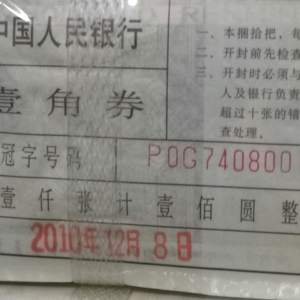 中国人民银行
壹角券
冠字号码 P0G740800
壹仟张计壹佰圆整
2010年12月8日
一、本捆拾把，每
二、开封前先检查
三、开封时必须与
人及银行负责
超过十张的错
查处理。